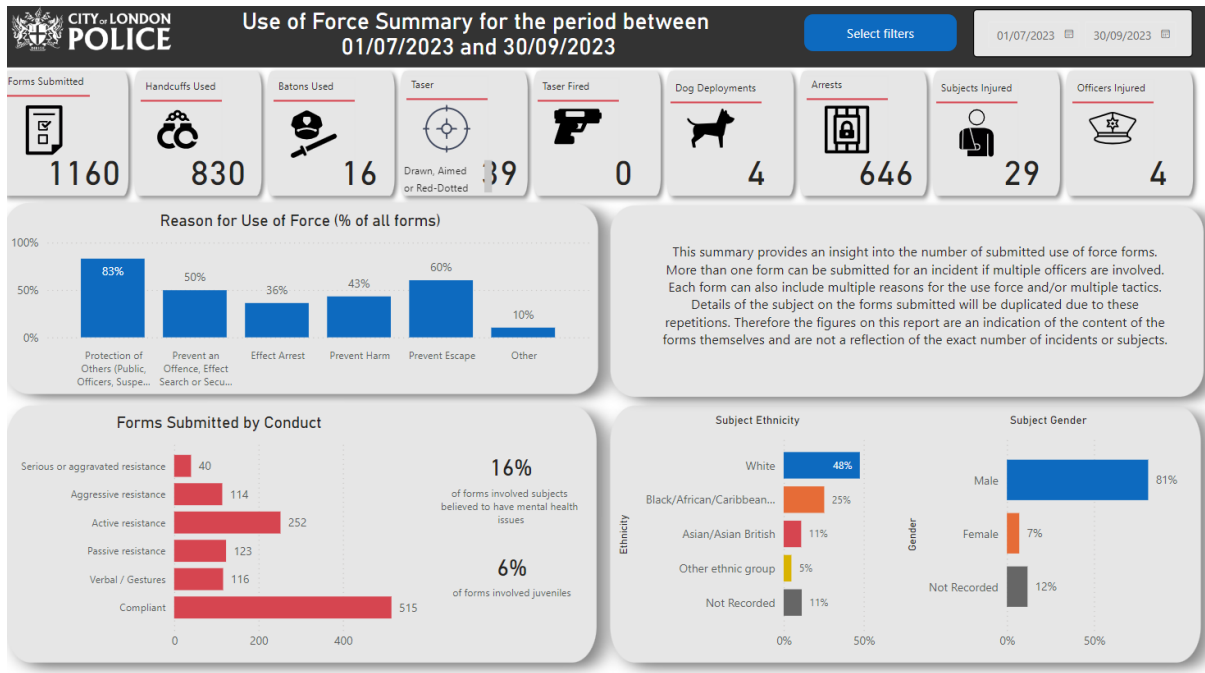 CITY OF LONDON
POLICE
Use of Force Summary for the period between
01/07/2023 and 30/09/2023
Select filters
01/07/2023 30/09/2023
Forms Submitted
1160
Handcuffs Used
830
Batons Used
16
Taser
Drawn, Aimed
or Red-Dotted
39
Taser Fired
0
Dog Deployments
4
Arrests
646
Subjects Injured
29
Officers Injured
4
Reason for Use of Force (% of all forms)
100%
50%
0%
83%
50%
36%
43%
60%
10%
Protection of
Others (Public,
Officers, Suspe...
Prevent an
Offence, Effect
Search or Secu...
Effect Arrest
Prevent Harm
Prevent Escape
Other
This summary provides an insight into the number of submitted use of force forms.
More than one form can be submitted for an incident if multiple officers are involved.
Each form can also include multiple reasons for the use force and/or multiple tactics.
Details of the subject on the forms submitted will be duplicated due to these
repetitions. Therefore the figures on this report are an indication of the content of the
forms themselves and are not a reflection of the exact number of incidents or subjects.
Forms Submitted by Conduct
Serious or aggravated resistance 40
Aggressive resistance 114
Active resistance 252
Passive resistance 123
Verbal / Gestures 116
Compliant 515
0 200 400
16%
of forms involved subjects
believed to have mental health
issues
6%
of forms involved juveniles
Subject Ethnicity
Ethnicity
White 48%
Black/African/Caribbean... 25%
Asian/Asian British 11%
Other ethnic group 5%
Not Recorded 11%
0% 50%
Subject Gender
Gender
Male 81%
Female 7%
Not Recorded 12%
0% 50%